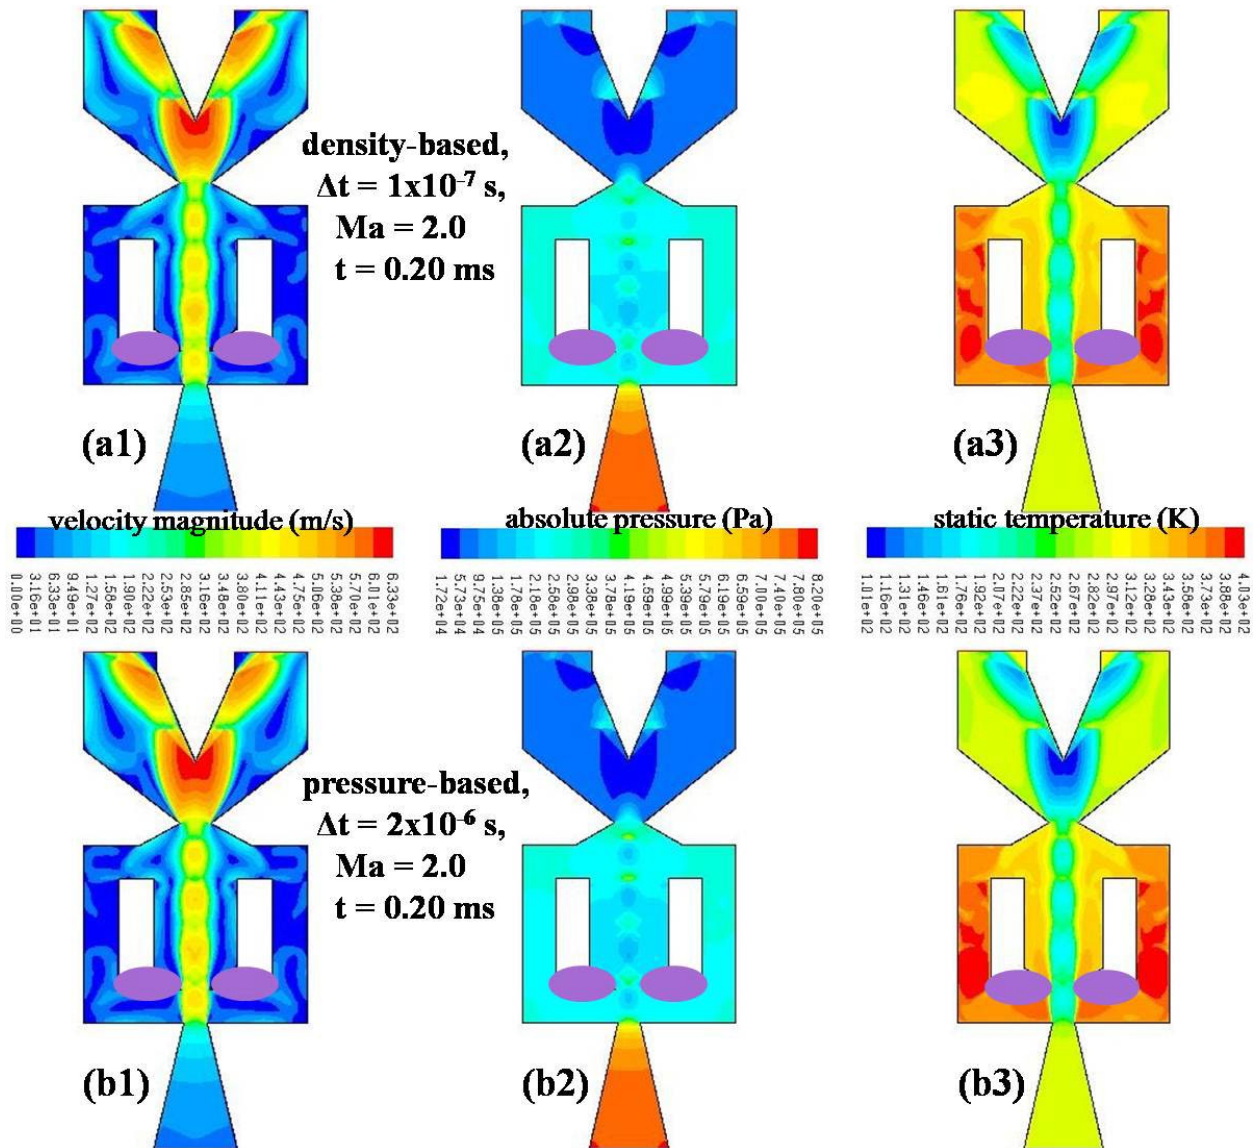 density-based,
Δt = 1x10⁻⁷ s,
Ma = 2.0
t = 0.20 ms
(a1)
(a2)
(a3)
velocity magnitude (m/s)
absolute pressure (Pa)
static temperature (K)
0.00e+00
3.16e+01
6.33e+01
9.49e+01
1.27e+02
1.58e+02
1.90e+02
2.22e+02
2.53e+02
2.85e+02
3.16e+02
3.48e+02
3.80e+02
4.11e+02
4.43e+02
4.75e+02
5.06e+02
5.38e+02
5.70e+02
6.01e+02
6.33e+02
1.72e+04
5.73e+04
9.75e+04
1.38e+05
1.78e+05
2.18e+05
2.58e+05
2.98e+05
3.38e+05
3.78e+05
4.19e+05
4.59e+05
4.99e+05
5.39e+05
5.79e+05
6.19e+05
6.59e+05
7.00e+05
7.40e+05
7.80e+05
8.20e+05
1.01e+02
1.16e+02
1.31e+02
1.46e+02
1.61e+02
1.76e+02
1.92e+02
2.07e+02
2.22e+02
2.37e+02
2.52e+02
2.67e+02
2.82e+02
2.97e+02
3.12e+02
3.28e+02
3.43e+02
3.58e+02
3.73e+02
3.88e+02
4.03e+02
pressure-based,
Δt = 2x10⁻⁶ s,
Ma = 2.0
t = 0.20 ms
(b1)
(b2)
(b3)